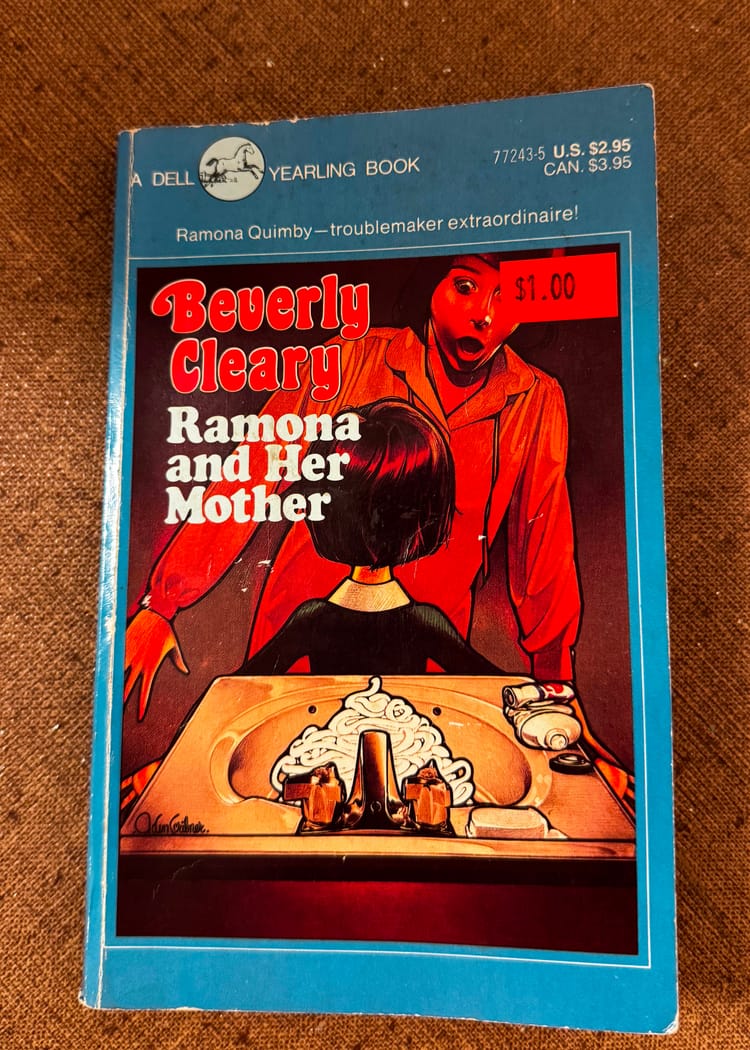 A DELL YEARLING BOOK
77243-5 U.S. $2.95
CAN. $3.95
Ramona Quimby—troublemaker extraordinaire!
$1.00
Beverly
Cleary
Ramona
and Her
Mother